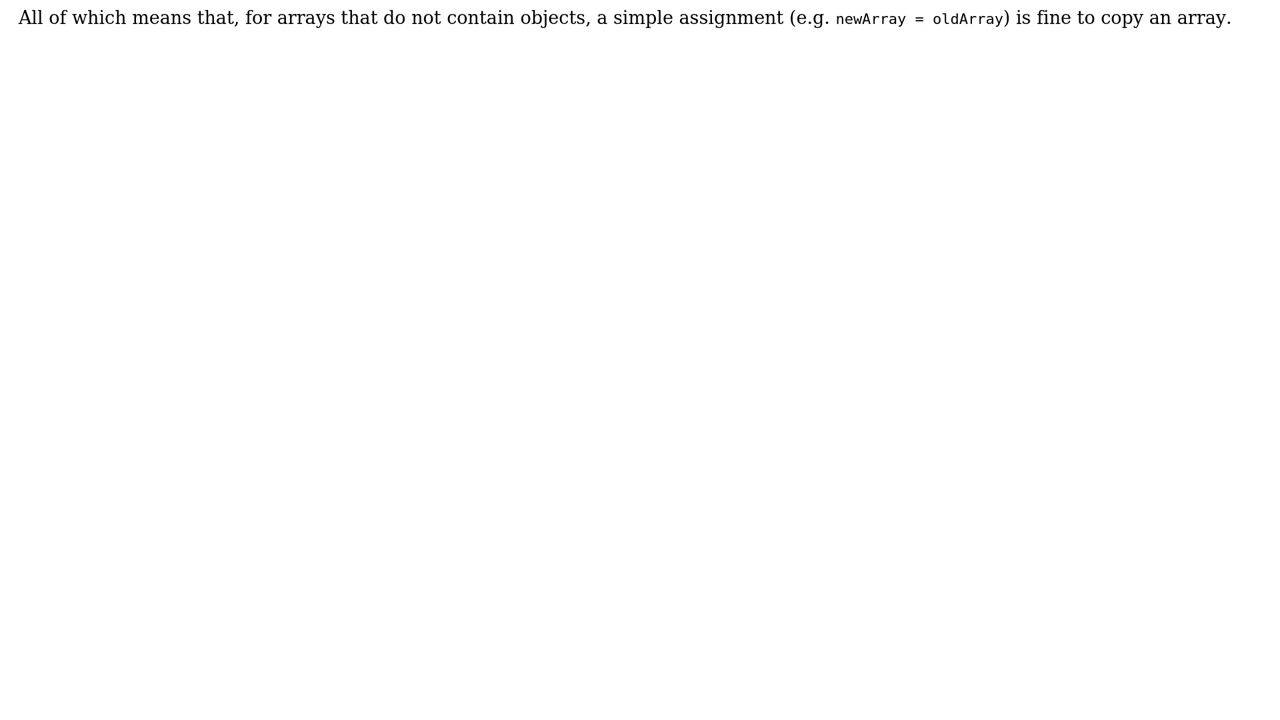 All of which means that, for arrays that do not contain objects, a simple assignment (e.g. newArray = oldArray) is fine to copy an array.